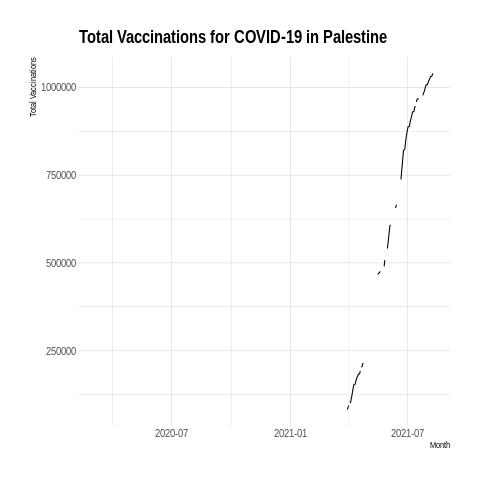 Total Vaccinations for COVID-19 in Palestine
Total Vaccinations
1000000
750000
500000
250000
2020-07
2021-01
2021-07
Month